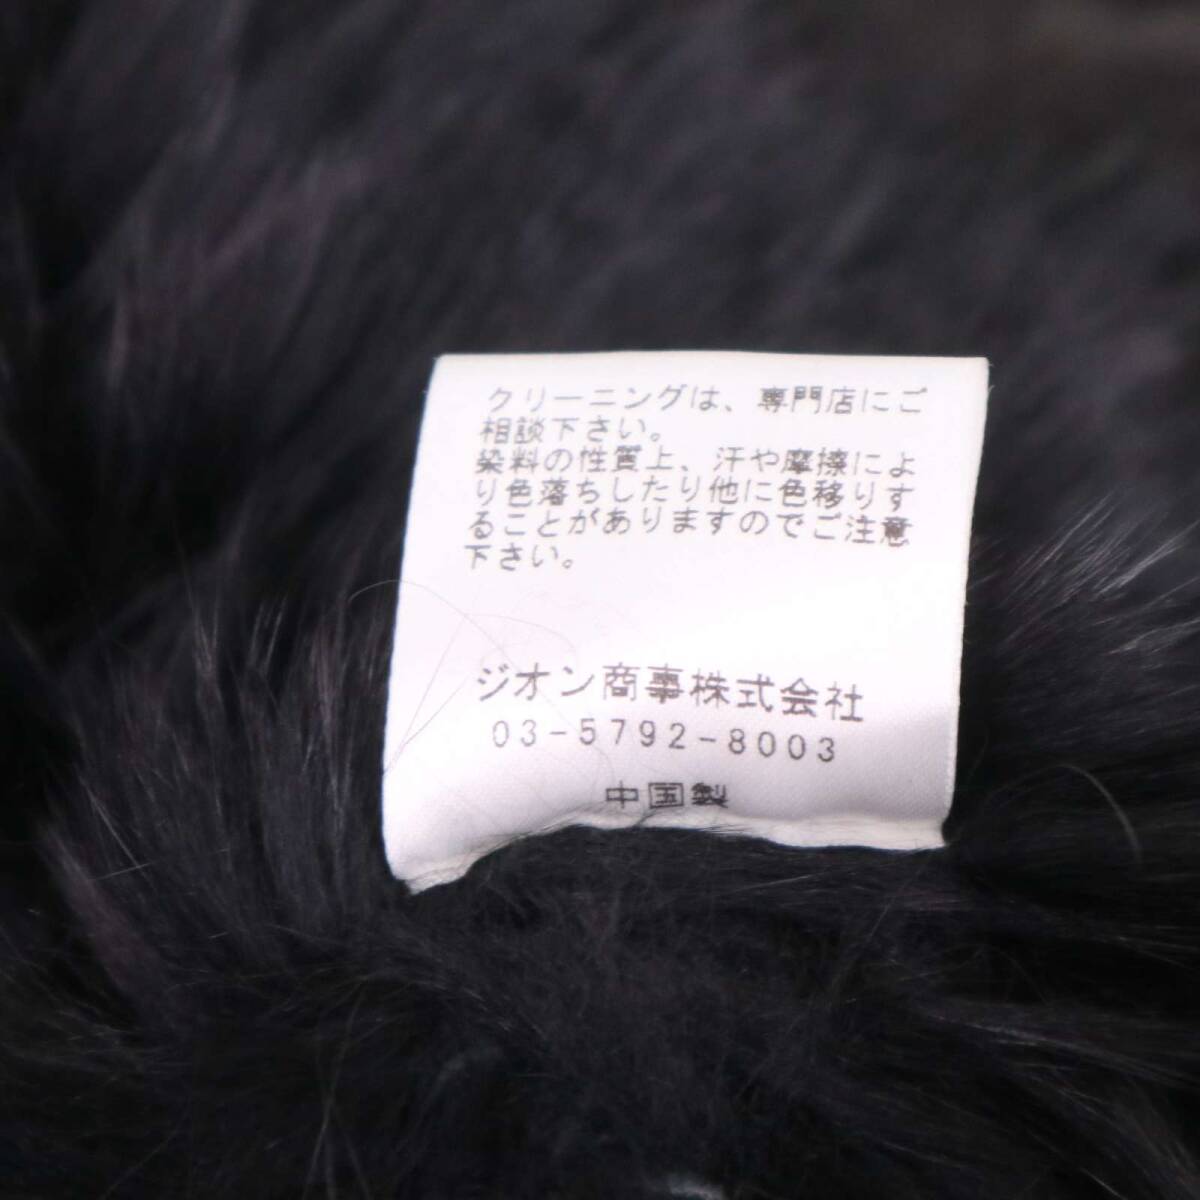 クリーニングは、専門店にご
相談下さい。
染料の性質上、汗や摩擦によ
り色落ちしたり他に色移りす
ることがありますのでご注意
下さい。
ジオン商事株式会社
03-5792-8003
中国製